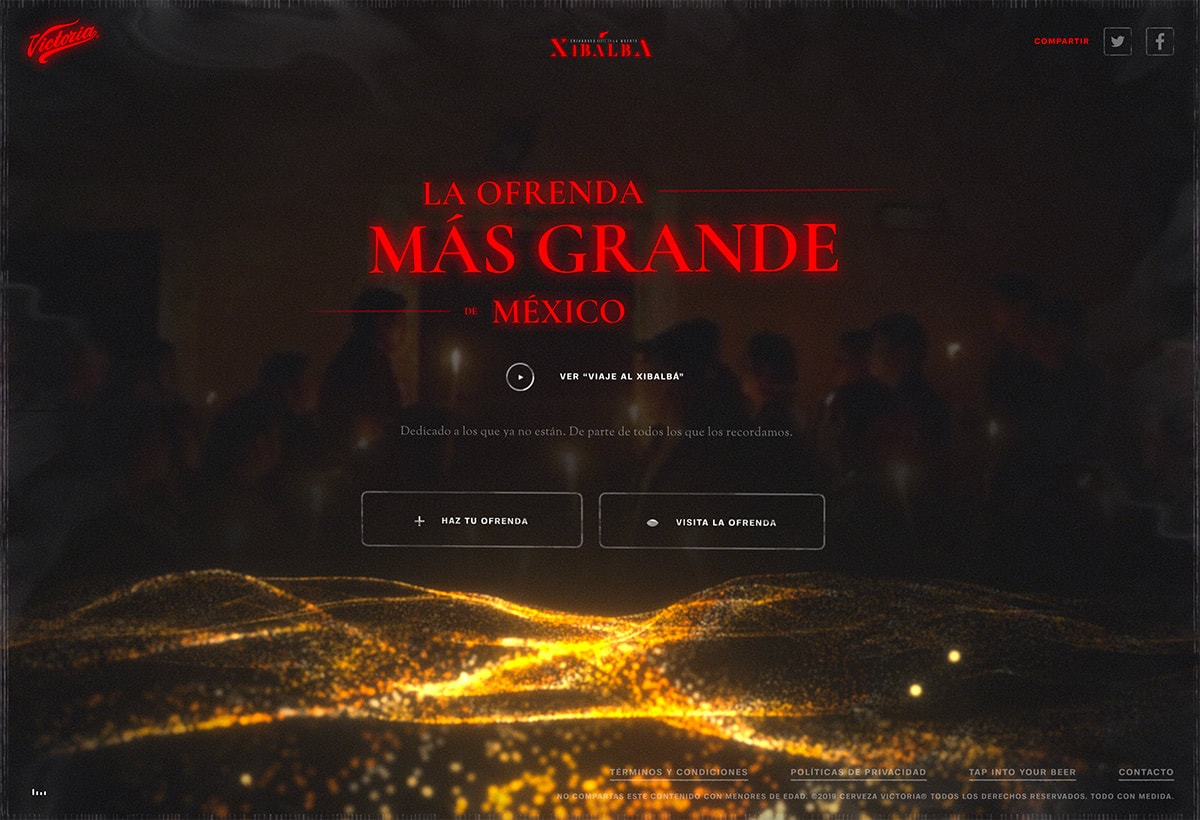 Victoria
XIBALBÁ
COMPARTIR
LA OFRENDA
MÁS GRANDE
DE MÉXICO
VER "VIAJE AL XIBALBÁ"
Dedicado a los que ya no están. De parte de todos los que los recordamos.
HAZ TU OFRENDA
VISITA LA OFRENDA
TÉRMINOS Y CONDICIONES
POLÍTICAS DE PRIVACIDAD
TAP INTO YOUR BEER
CONTACTO
NO COMPARTAS ESTE CONTENIDO CON MENORES DE EDAD. ©2019 CERVEZA VICTORIA® TODOS LOS DERECHOS RESERVADOS. TODO CON MEDIDA.